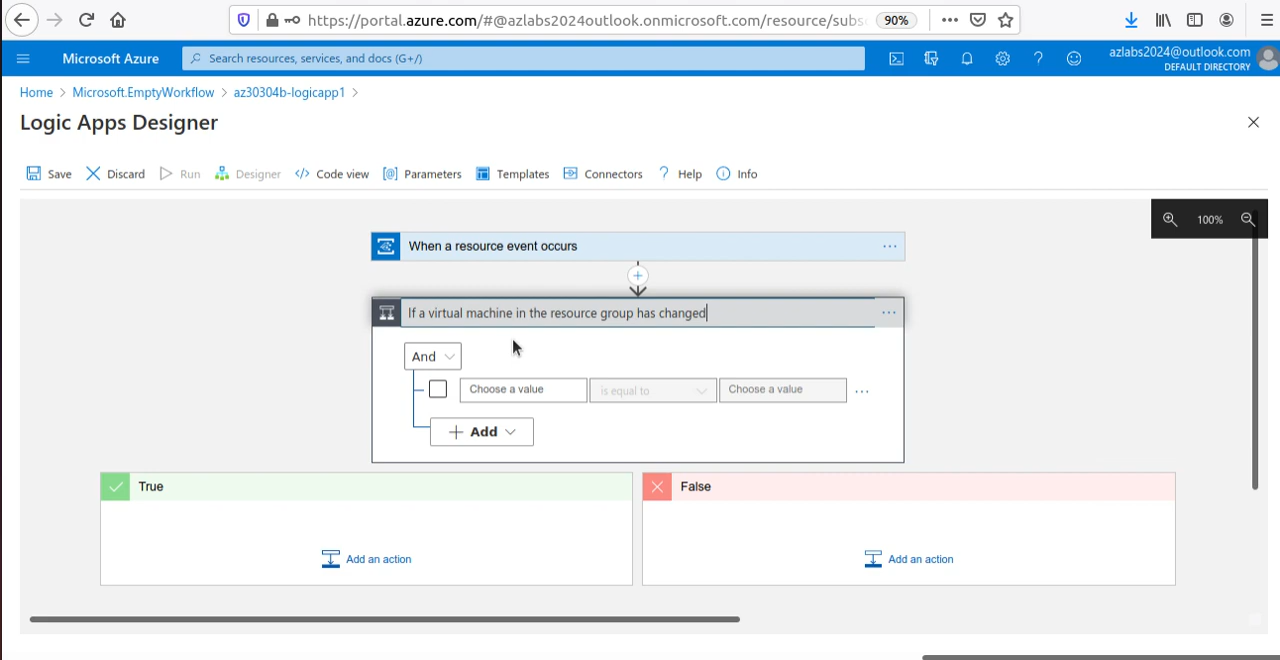 https://portal.azure.com/#@azlabs2024outlook.onmicrosoft.com/resource/subs
90%
Microsoft Azure
Search resources, services, and docs (G+/)
azlabs2024@outlook.com
DEFAULT DIRECTORY
Home > Microsoft.EmptyWorkflow > az30304b-logicapp1 >
Logic Apps Designer
Save Discard Run Designer Code view Parameters Templates Connectors ? Help Info
100%
When a resource event occurs
If a virtual machine in the resource group has changed
And
Choose a value is equal to Choose a value
+ Add
True False
Add an action Add an action